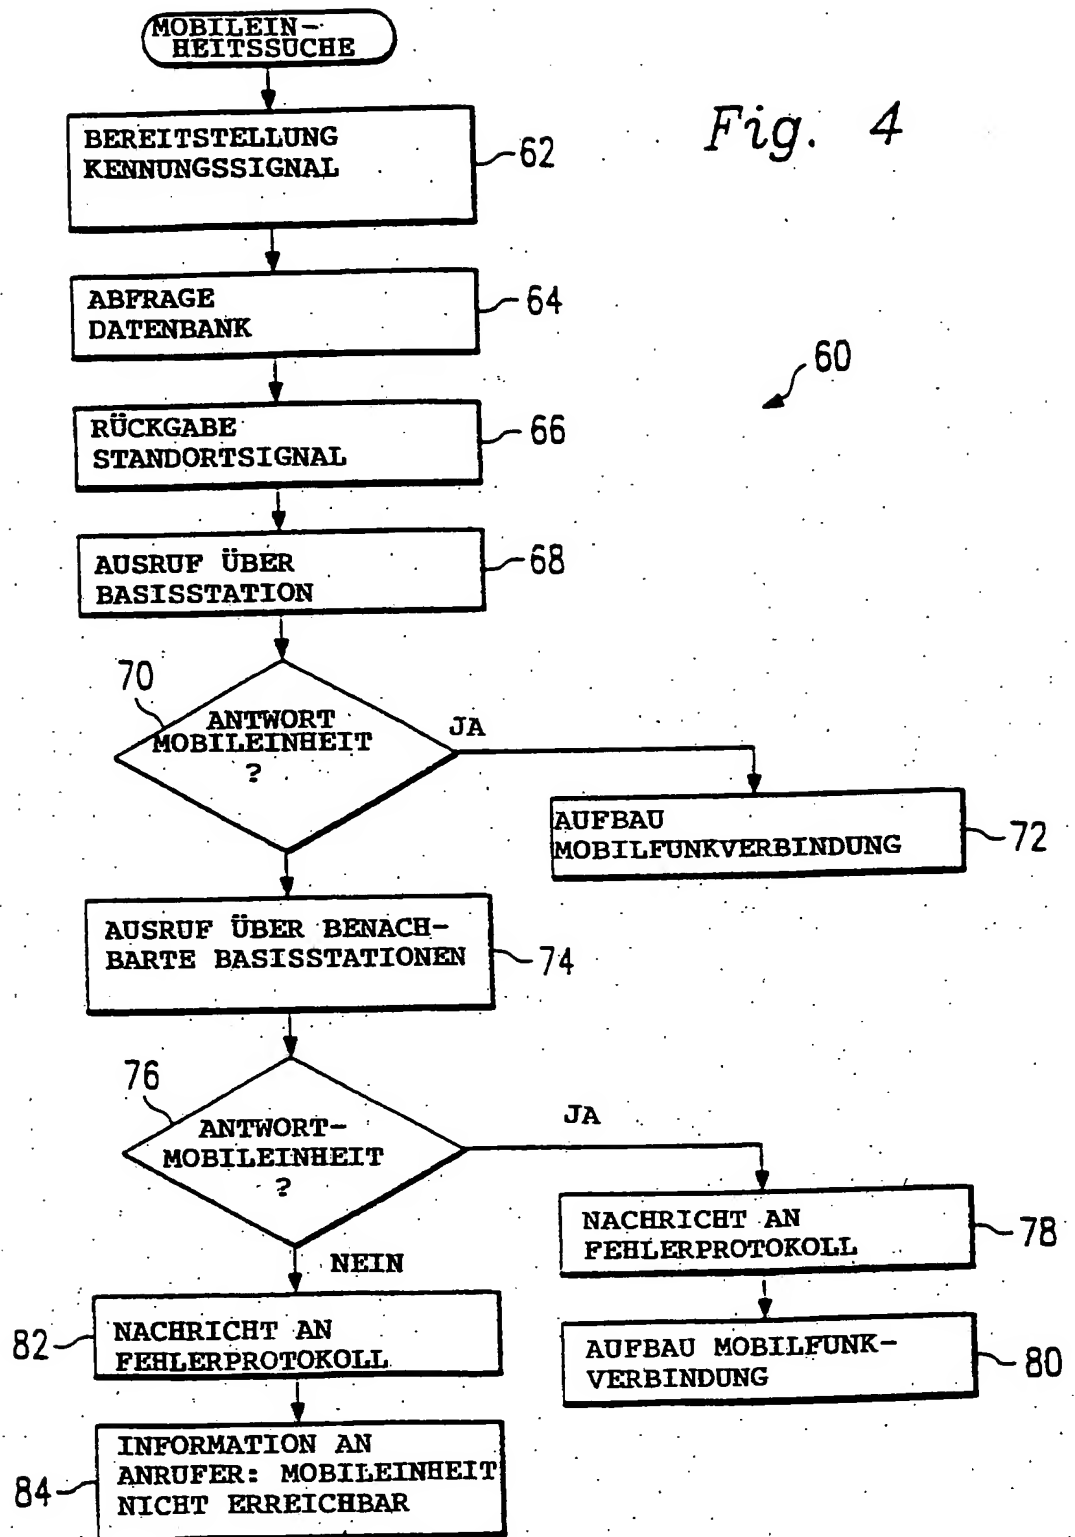 MOBILEIN-
HEITSSUCHE
Fig. 4
BEREITSTELLUNG
KENNUNGSSIGNAL
62
ABFRAGE
DATENBANK
64
60
RÜCKGABE
STANDORTSIGNAL
66
AUSRUF ÜBER
BASISSTATION
68
70
ANTWORT
MOBILEINHEIT
?
JA
AUFBAU
MOBILFUNKVERBINDUNG
72
AUSRUF ÜBER BENACH-
BARTE BASISSTATIONEN
74
76
ANTWORT-
MOBILEINHEIT
?
JA
NACHRICHT AN
FEHLERPROTOKOLL
78
NEIN
82
NACHRICHT AN
FEHLERPROTOKOLL
AUFBAU MOBILFUNK-
VERBINDUNG
80
84
INFORMATION AN
ANRUFER: MOBILEINHEIT
NICHT ERREICHBAR